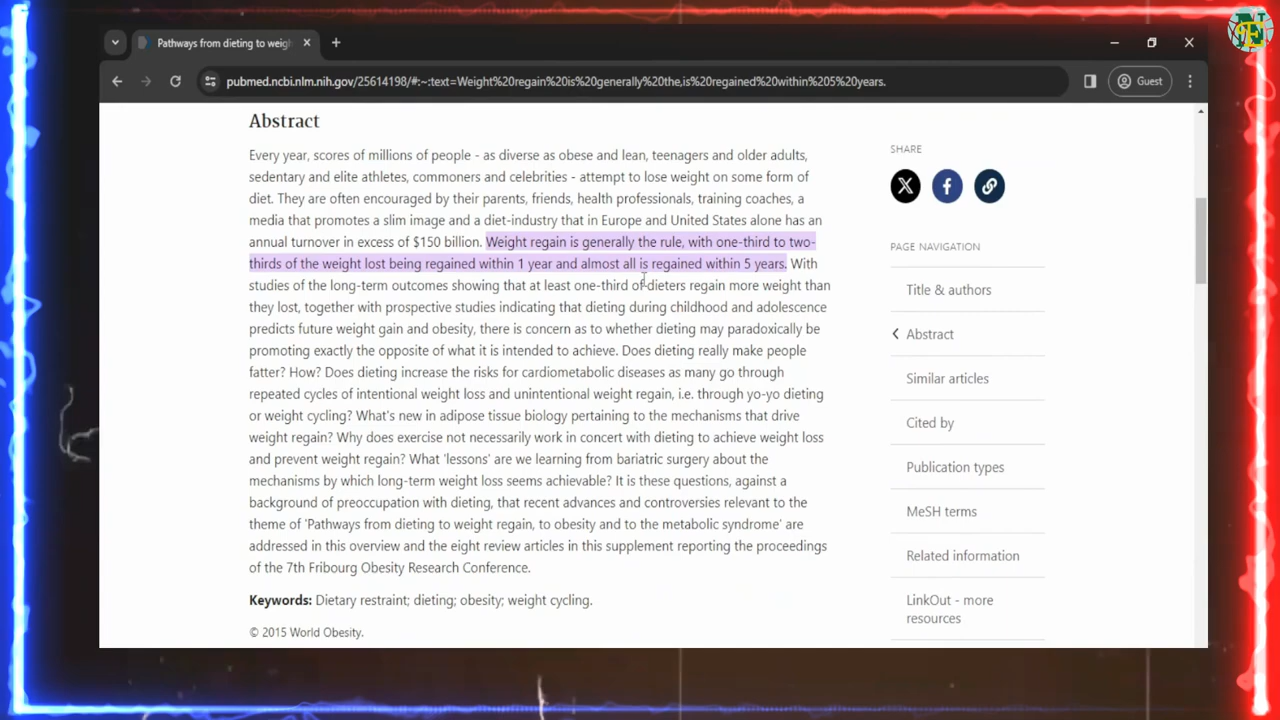 Pathways from dieting to weigh
pubmed.ncbi.nlm.nih.gov/25614198/#:~:text=Weight%20regain%20is%20generally%20the,is%20regained%20within%205%20years.
Guest
Abstract
Every year, scores of millions of people - as diverse as obese and lean, teenagers and older adults,
sedentary and elite athletes, commoners and celebrities - attempt to lose weight on some form of
diet. They are often encouraged by their parents, friends, health professionals, training coaches, a
media that promotes a slim image and a diet-industry that in Europe and United States alone has an
annual turnover in excess of $150 billion. Weight regain is generally the rule, with one-third to two-
thirds of the weight lost being regained within 1 year and almost all is regained within 5 years. With
studies of the long-term outcomes showing that at least one-third of dieters regain more weight than
they lost, together with prospective studies indicating that dieting during childhood and adolescence
predicts future weight gain and obesity, there is concern as to whether dieting may paradoxically be
promoting exactly the opposite of what it is intended to achieve. Does dieting really make people
fatter? How? Does dieting increase the risks for cardiometabolic diseases as many go through
repeated cycles of intentional weight loss and unintentional weight regain, i.e. through yo-yo dieting
or weight cycling? What's new in adipose tissue biology pertaining to the mechanisms that drive
weight regain? Why does exercise not necessarily work in concert with dieting to achieve weight loss
and prevent weight regain? What 'lessons' are we learning from bariatric surgery about the
mechanisms by which long-term weight loss seems achievable? It is these questions, against a
background of preoccupation with dieting, that recent advances and controversies relevant to the
theme of 'Pathways from dieting to weight regain, to obesity and to the metabolic syndrome' are
addressed in this overview and the eight review articles in this supplement reporting the proceedings
of the 7th Fribourg Obesity Research Conference.
Keywords: Dietary restraint; dieting; obesity; weight cycling.
© 2015 World Obesity.
SHARE
PAGE NAVIGATION
Title & authors
Abstract
Similar articles
Cited by
Publication types
MeSH terms
Related information
LinkOut - more
resources